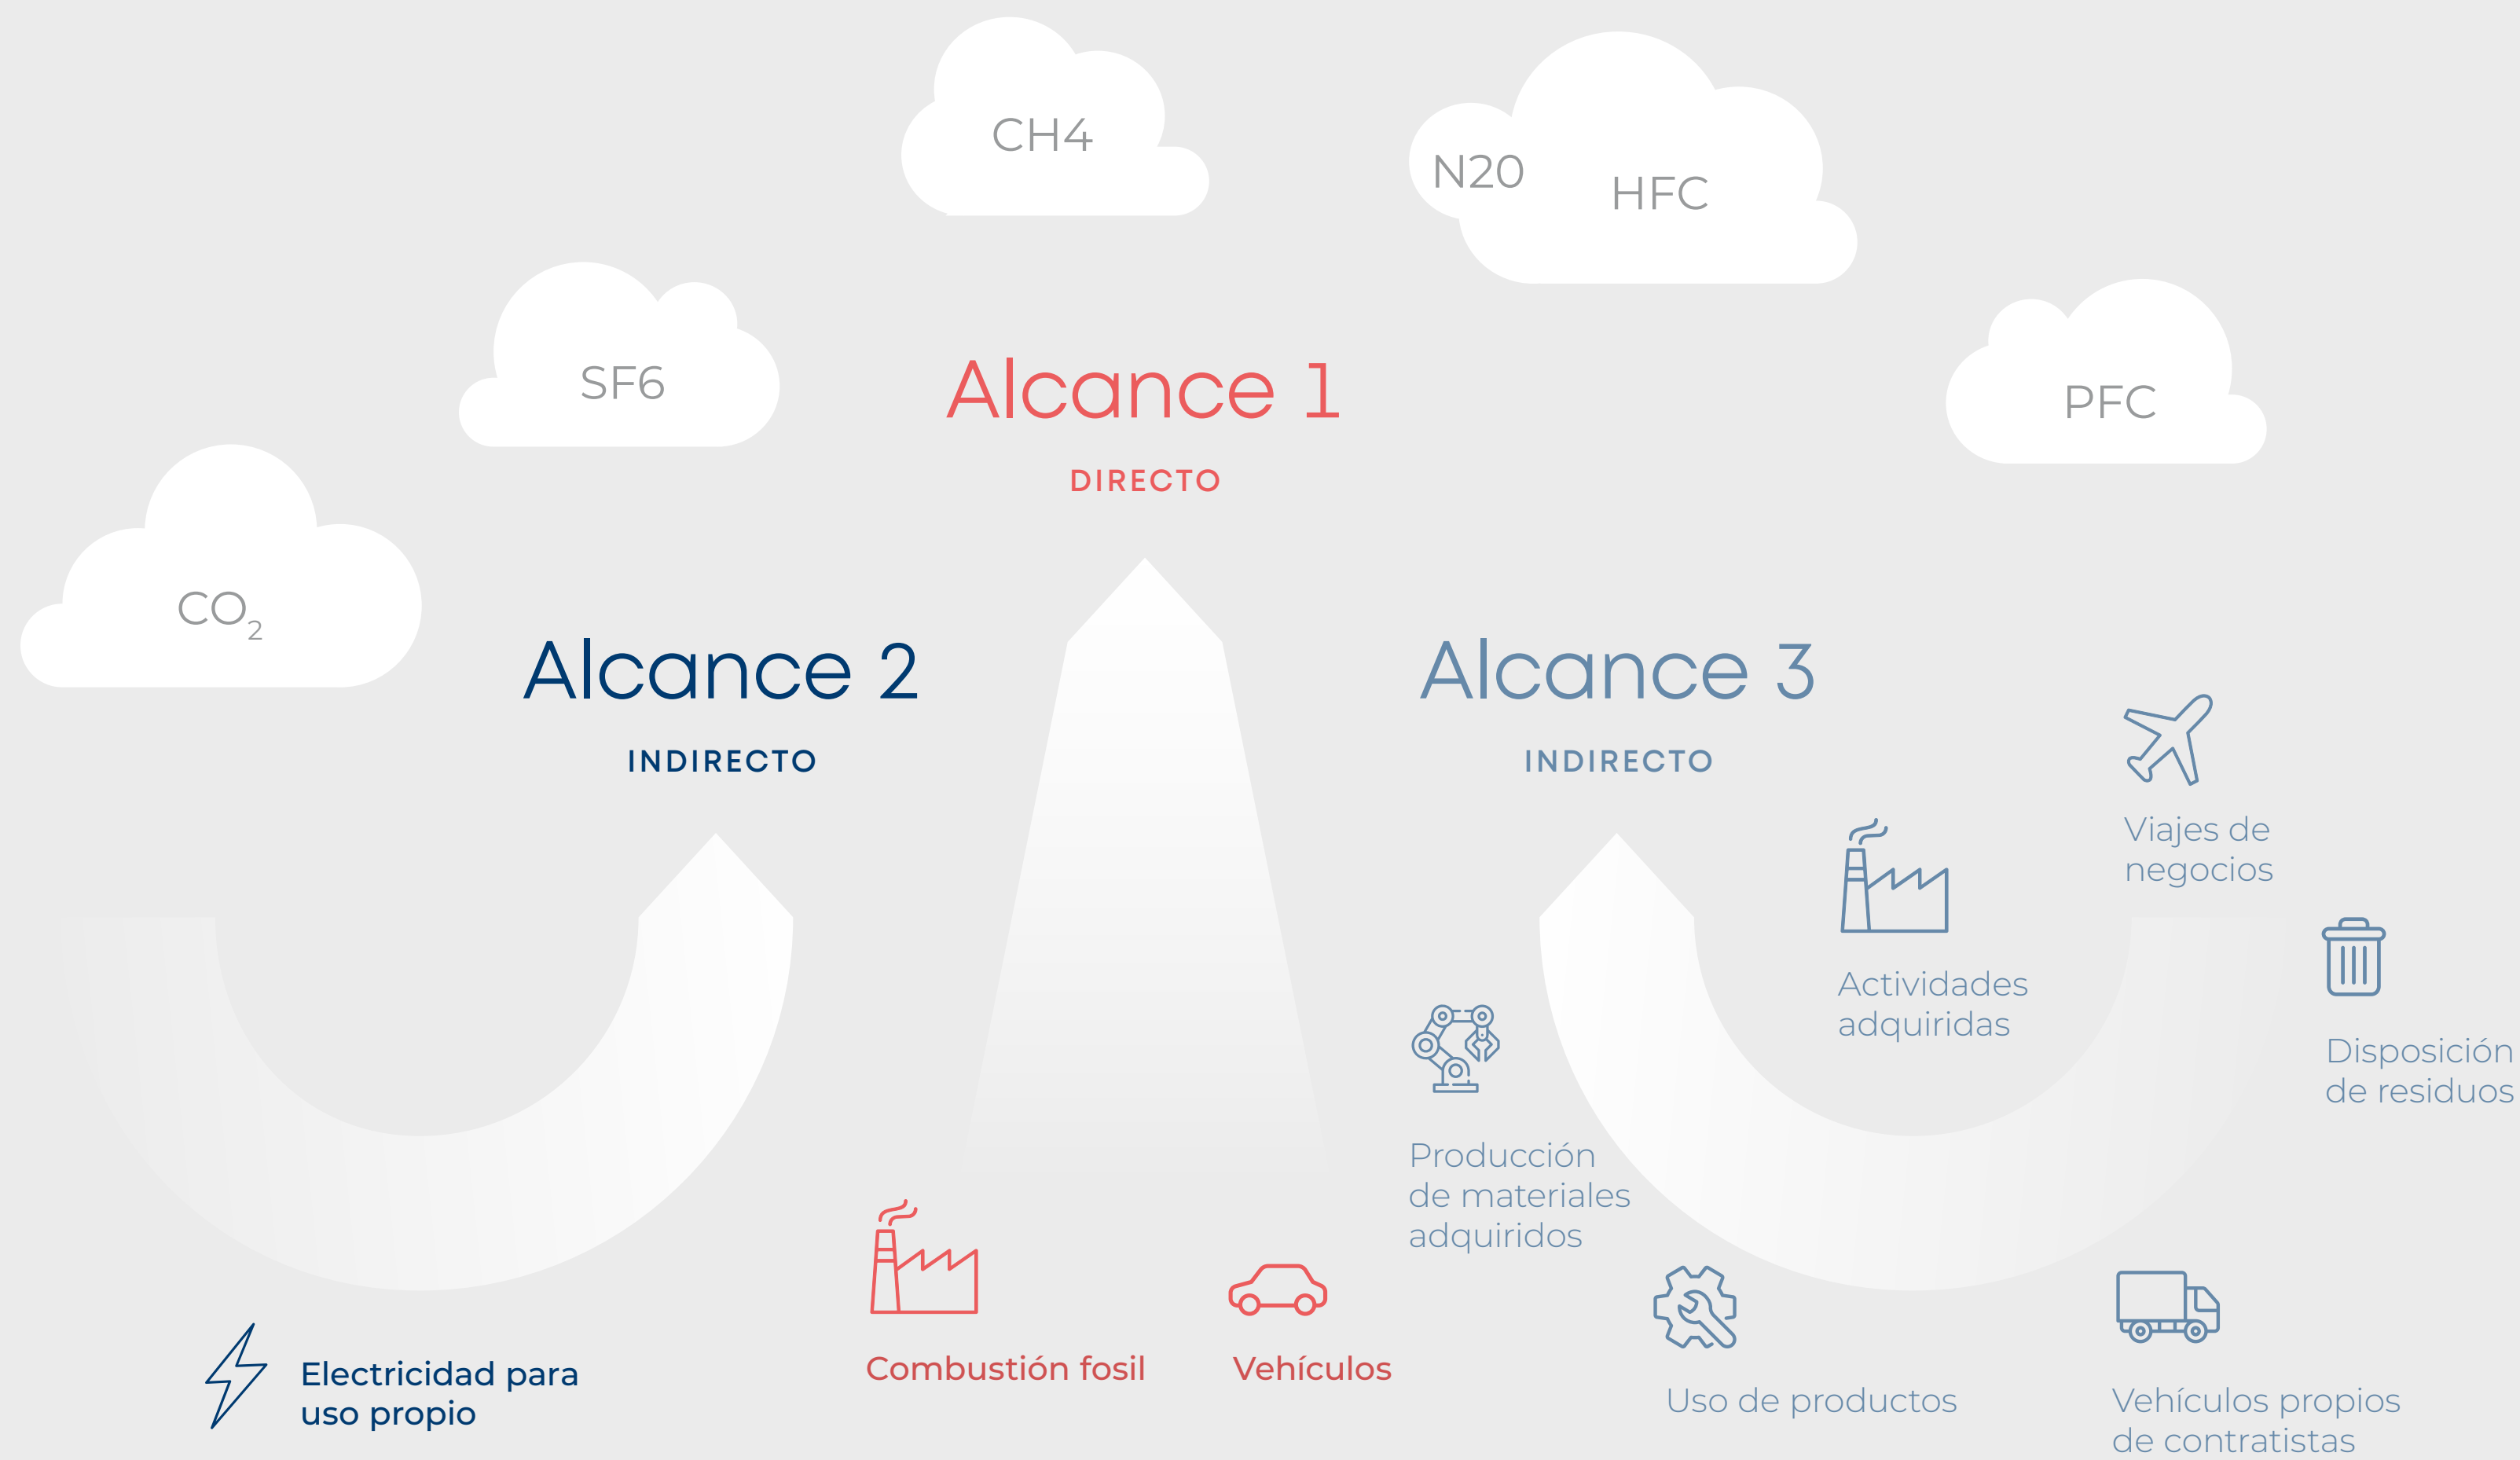 CH4
N20
HFC
SF6
PFC
CO₂
Alcance 1
DIRECTO
Alcance 2
INDIRECTO
Alcance 3
INDIRECTO
Viajes de
negocios
Actividades
adquiridas
Disposición
de residuos
Producción
de materiales
adquiridos
Electricidad para
uso propio
Combustión fosil
Vehículos
Uso de productos
Vehículos propios
de contratistas